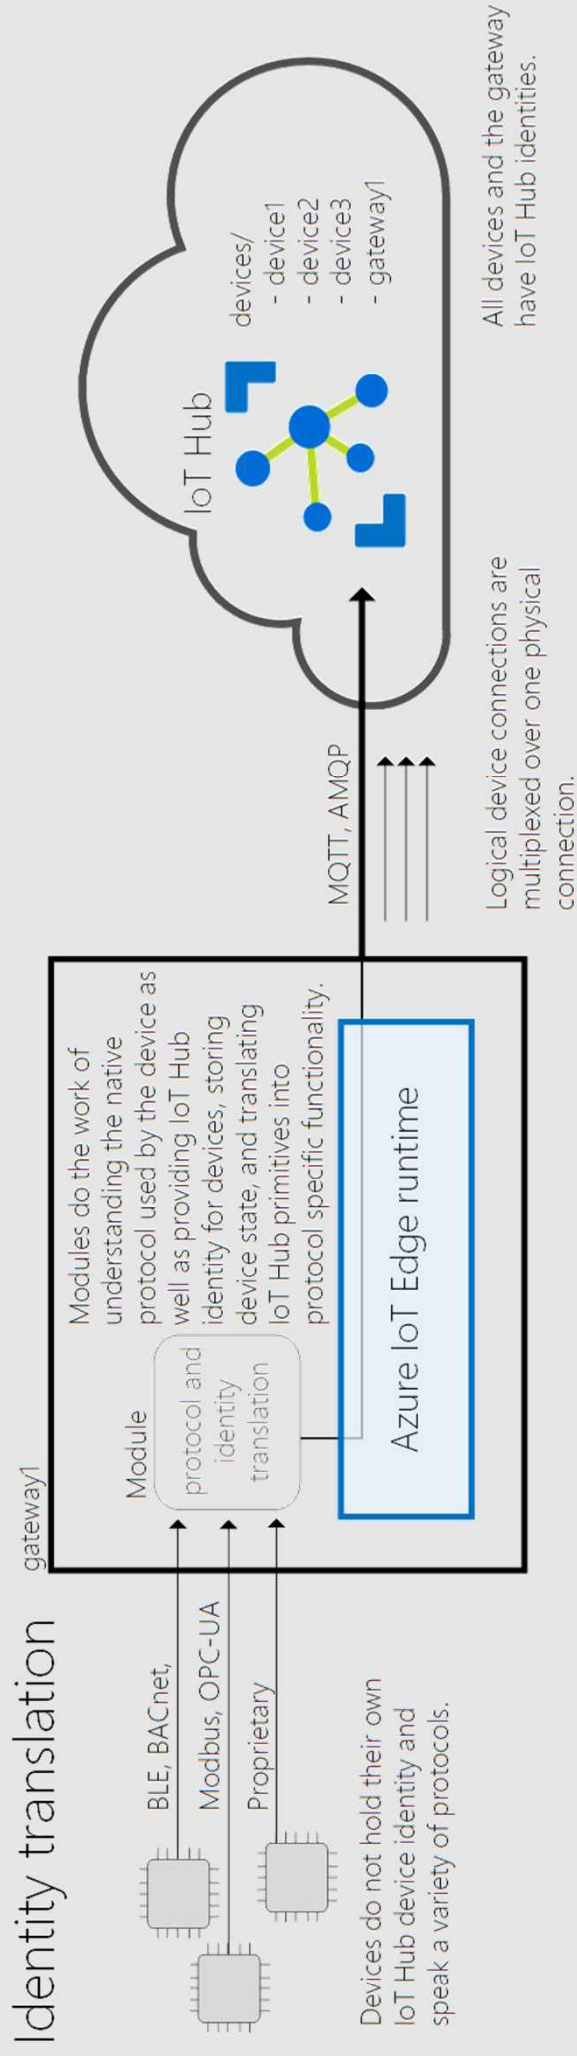 Identity translation
gateway1
BLE, BACnet,
Modbus, OPC-UA
Proprietary
Devices do not hold their own
IoT Hub device identity and
speak a variety of protocols.
Module
protocol and
identity
translation
Modules do the work of
understanding the native
protocol used by the device as
well as providing IoT Hub
identity for devices, storing
device state, and translating
IoT Hub primitives into
protocol specific functionality.
Azure IoT Edge runtime
MQTT, AMQP
Logical device connections are
multiplexed over one physical
connection.
IoT Hub
devices/
- device1
- device2
- device3
- gateway1
All devices and the gateway
have IoT Hub identities.